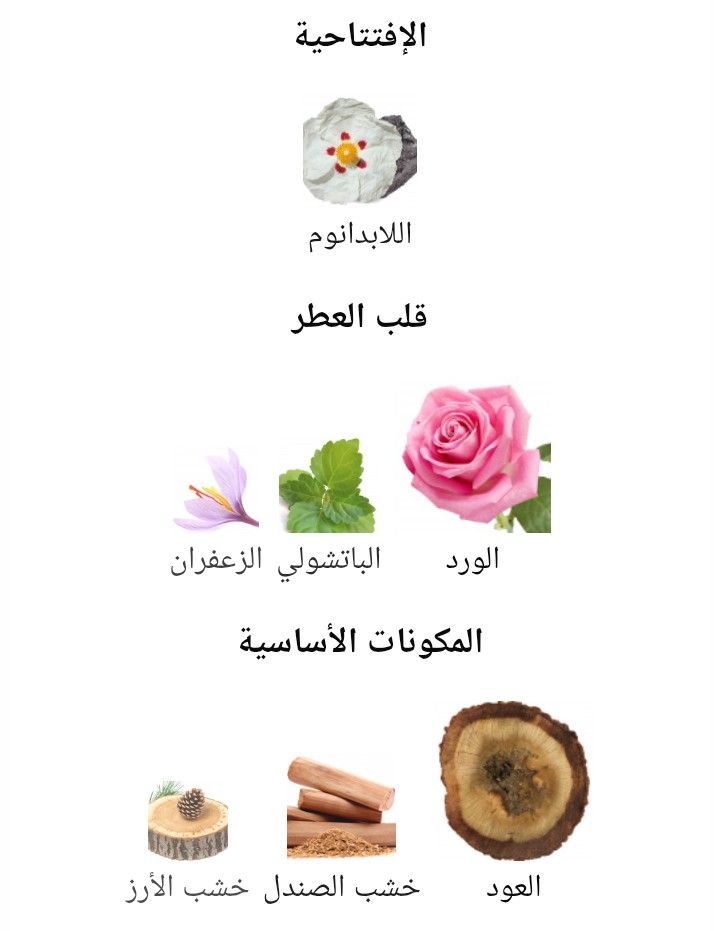 الإفتتاحية
اللابدانوم
قلب العطر
الورد الباتشولي الزعفران
المكونات الأساسية
العود خشب الصندل خشب الأرز